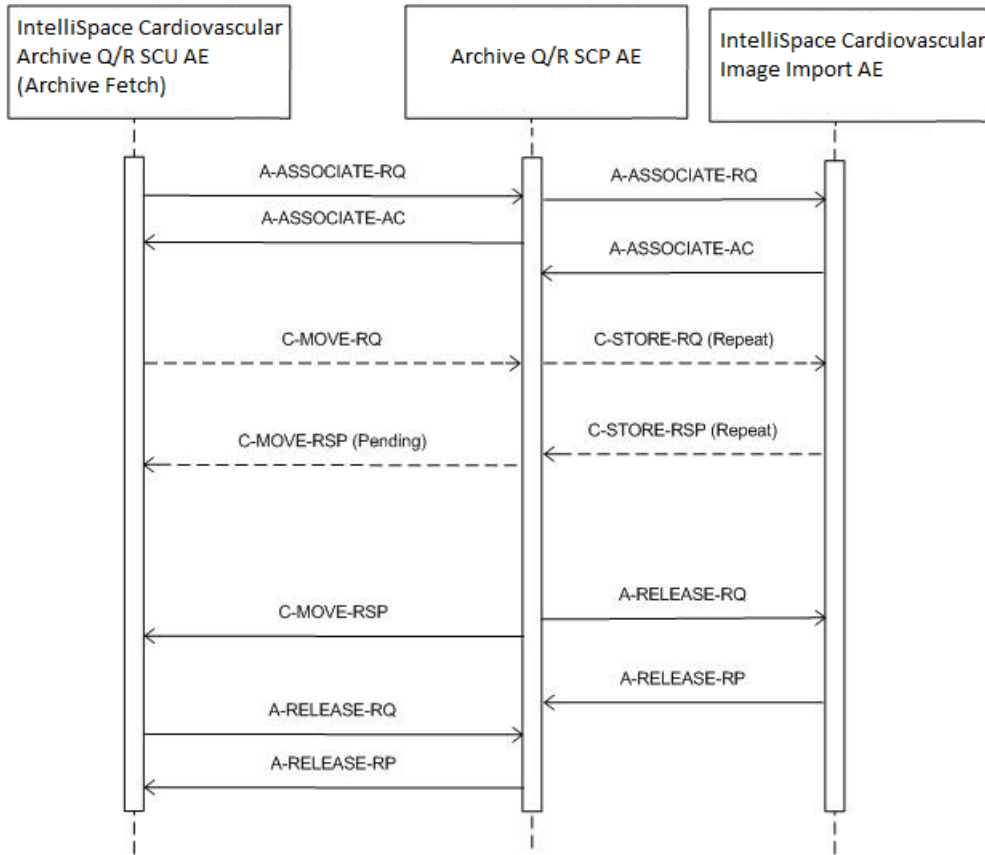 IntelliSpace Cardiovascular
Archive Q/R SCU AE
(Archive Fetch)
Archive Q/R SCP AE
IntelliSpace Cardiovascular
Image Import AE
A-ASSOCIATE-RQ
A-ASSOCIATE-RQ
A-ASSOCIATE-AC
A-ASSOCIATE-AC
C-MOVE-RQ
C-STORE-RQ (Repeat)
C-MOVE-RSP (Pending)
C-STORE-RSP (Repeat)
A-RELEASE-RQ
C-MOVE-RSP
A-RELEASE-RP
A-RELEASE-RQ
A-RELEASE-RP